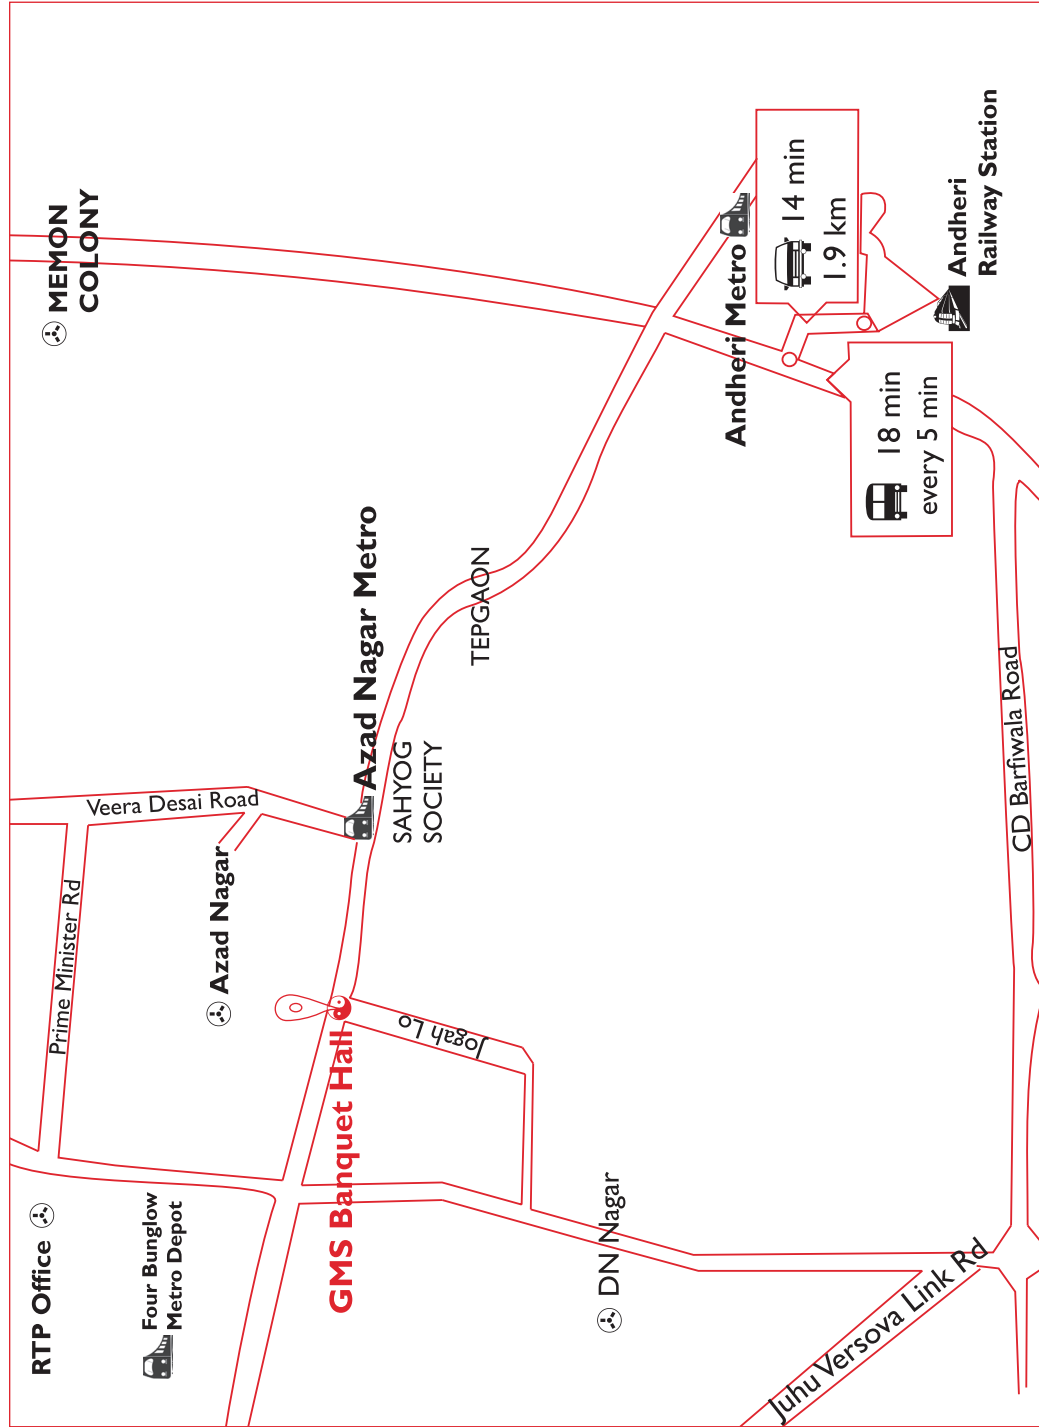 RTP Office
MEMON
COLONY
Prime Minister Rd
Veera Desai Road
Four Bunglow
Metro Depot
Azad Nagar
GMS Banquet Hall
Azad Nagar Metro
SAHYOG
SOCIETY
Jogah Lo
TEPGAON
DN Nagar
Andheri Metro
14 min
1.9 km
18 min
every 5 min
Andheri
Railway Station
Juhu Versova Link Rd
CD Barfiwala Road